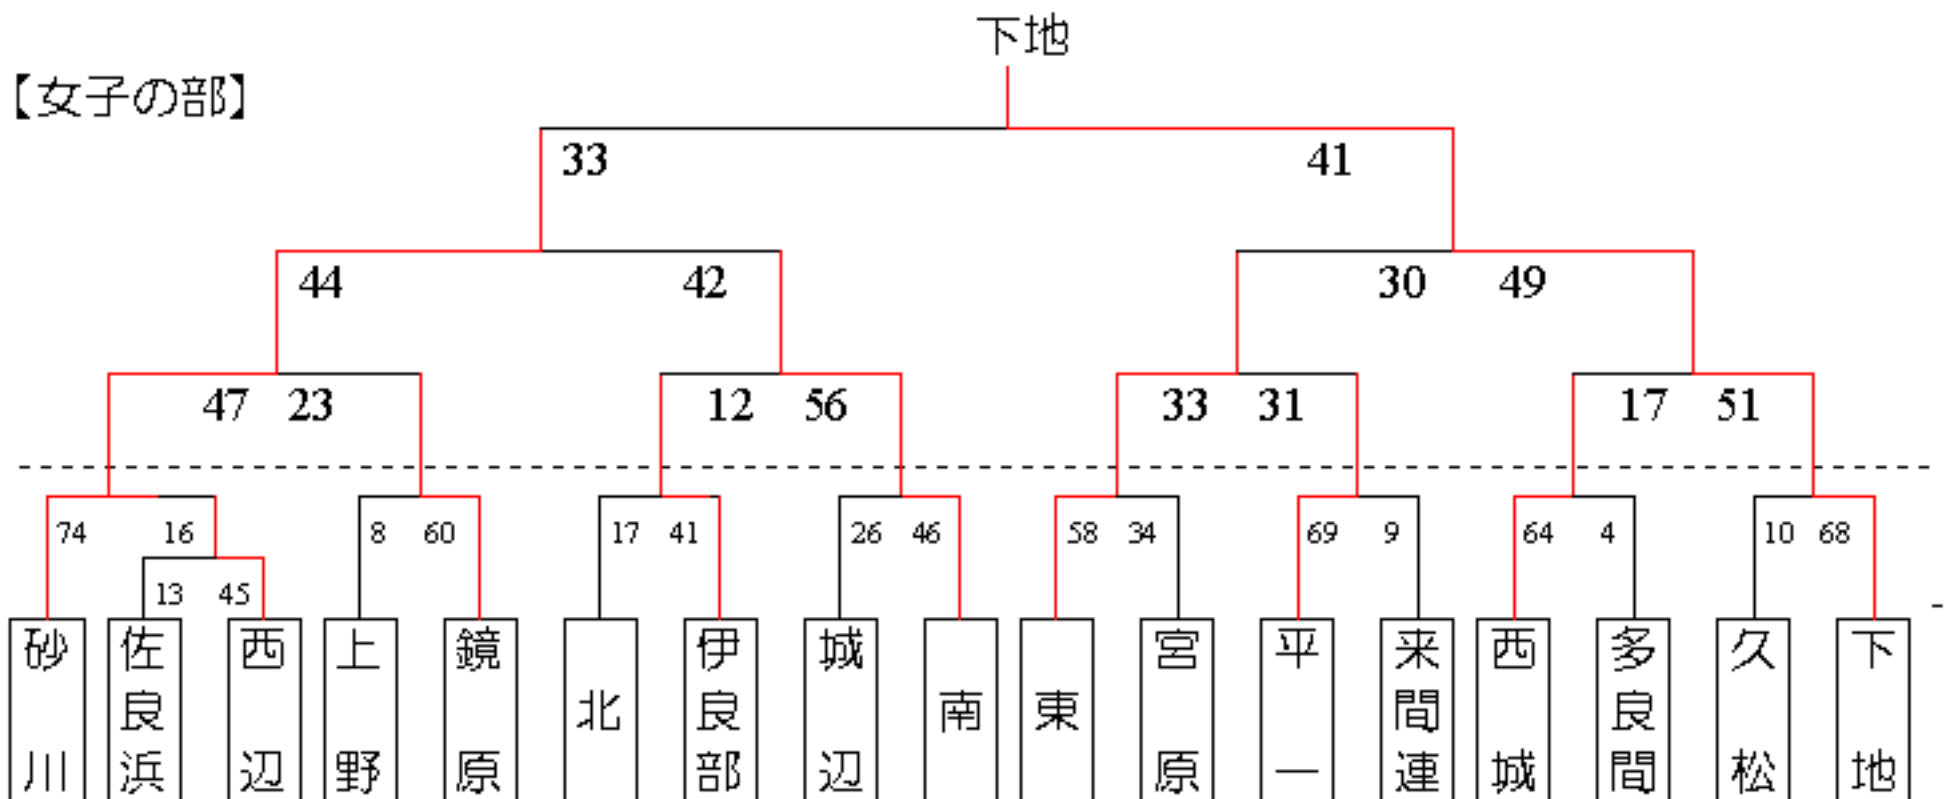 下地
【女子の部】
33 41
44 42 30 49
47 23 12 56 33 31 17 51
74 16 8 60 17 41 26 46 58 34 69 9 64 4 10 68
13 45
砂川
佐良浜
西辺
上野
鏡原
北
伊良部
城辺
南
東
宮原
平一
来間連
西城
多良間
久松
下地